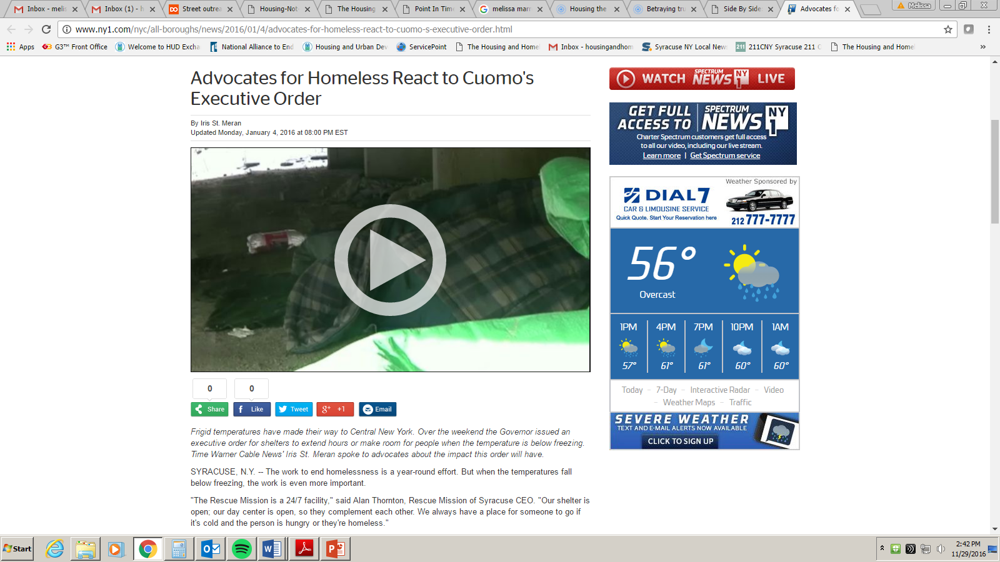 Inbox - melis
Inbox (1) - h
Street outrea
Housing-Not-
The Housing
Point In Time
melissa marr
Housing the
Betraying tru
Side By Side
Advocates fo
Melissa
www.ny1.com/nyc/all-boroughs/news/2016/01/4/advocates-for-homeless-react-to-cuomo-s-executive-order.html
Apps
G3™ Front Office
Welcome to HUD Excha
National Alliance to End
Housing and Urban Dev
ServicePoint
The Housing and Homel
Inbox - housingandhom
Syracuse NY Local News
211CNY Syracuse 211 C
The Housing and Homel
Advocates for Homeless React to Cuomo's
Executive Order
By Iris St. Meran
Updated Monday, January 4, 2016 at 08:00 PM EST
0
0
Share
Like
Tweet
+1
Email
Frigid temperatures have made their way to Central New York. Over the weekend the Governor issued an
executive order for shelters to extend hours or make room for people when the temperature is below freezing.
Time Warner Cable News' Iris St. Meran spoke to advocates about the impact this order will have.
SYRACUSE, N.Y. -- The work to end homelessness is a year-round effort. But when the temperatures fall
below freezing, the work is even more important.
"The Rescue Mission is a 24/7 facility," said Alan Thornton, Rescue Mission of Syracuse CEO. "Our shelter is
open; our day center is open, so they complement each other. We always have a place for someone to go if
it's cold and the person is hungry or they're homeless."
WATCH SPECTRUM NEWS NY 1 LIVE
GET FULL
ACCESS TO
SPECTRUM
NEWS NY 1
Charter Spectrum customers get full access
to all our video, including our live stream.
Learn more | Get Spectrum service
Weather Sponsored by
DIAL 7
CAR & LIMOUSINE SERVICE
Quick Quote. Start Your Reservation here
212 777-7777
56°
Overcast
1PM 4PM 7PM 10PM 1AM
57° 61° 61° 60° 60°
Today – 7-Day – Interactive Radar – Video
– Weather Maps – Traffic
SEVERE WEATHER
TEXT AND E-MAIL ALERTS NOW AVAILABLE
CLICK TO SIGN UP
Start
2:42 PM
11/29/2016